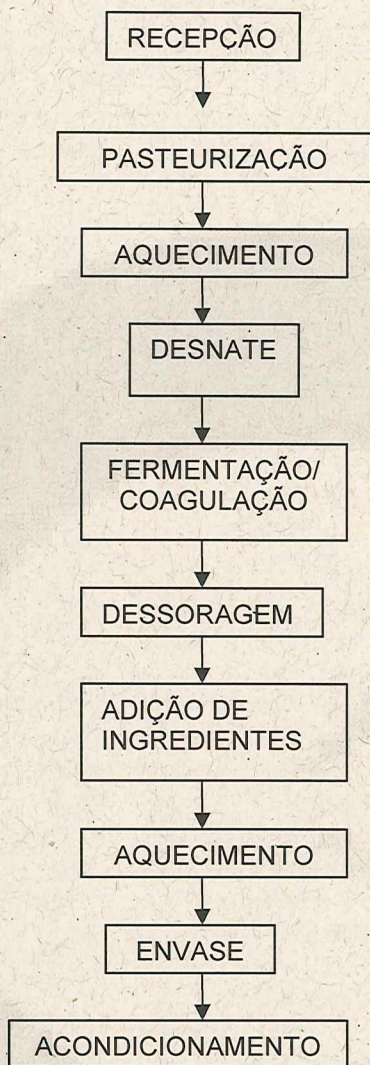 RECEPÇÃO
PASTEURIZAÇÃO
AQUECIMENTO
DESNATE
FERMENTAÇÃO/
COAGULAÇÃO
DESSORAGEM
ADIÇÃO DE
INGREDIENTES
AQUECIMENTO
ENVASE
ACONDICIONAMENTO